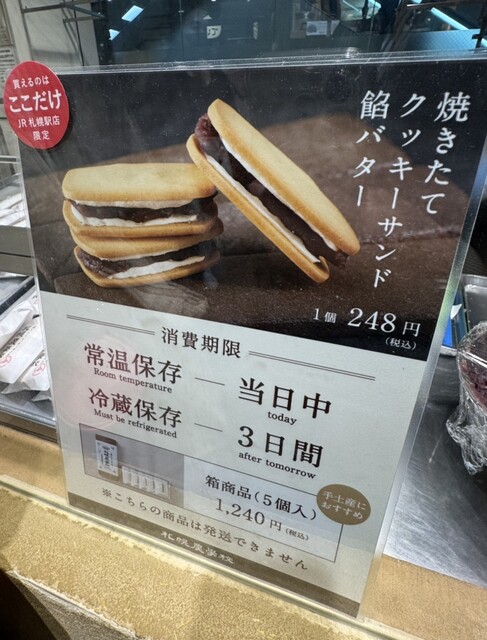 買えるのは
ここだけ
JR札幌駅店
限定
焼きたて
クッキーサンド
餡バター
1個 248円
(税込)
消費期限
常温保存 — 当日中
Room temperature today
冷蔵保存 — 3日間
Must be refrigerated after tomorrow
箱商品(5個入)
1,240円(税込)
手土産に
おすすめ
※こちらの商品は発送できません
札幌農学校